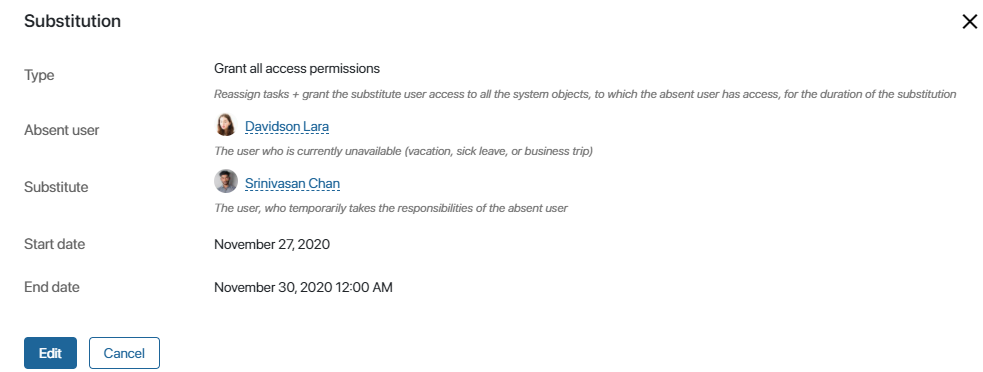 Substitution
Type
Grant all access permissions
Reassign tasks + grant the substitute user access to all the system objects, to which the absent user has access, for the duration of the substitution
Absent user
Davidson Lara
The user who is currently unavailable (vacation, sick leave, or business trip)
Substitute
Srinivasan Chan
The user, who temporarily takes the responsibilities of the absent user
Start date
November 27, 2020
End date
November 30, 2020 12:00 AM
Edit
Cancel